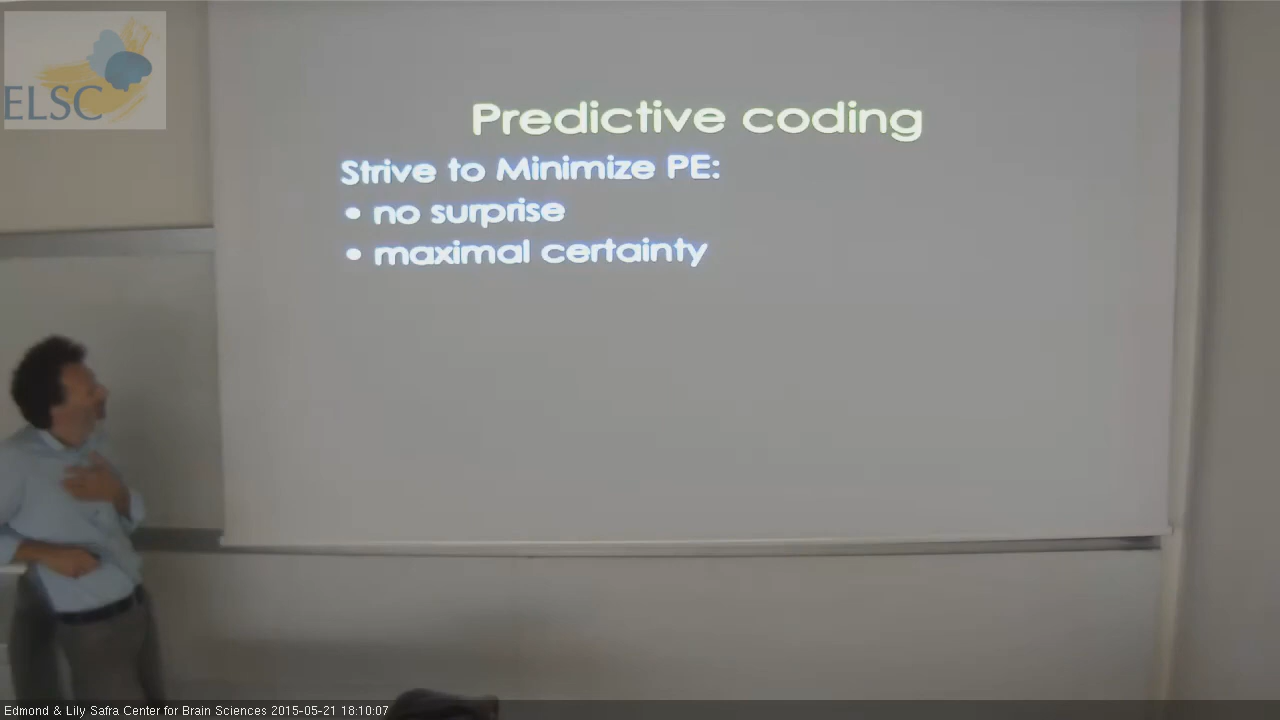 ELSC
Predictive coding
Strive to Minimize PE:
• no surprise
• maximal certainty
Edmond & Lily Safra Center for Brain Sciences 2015-05-21 18:10:07